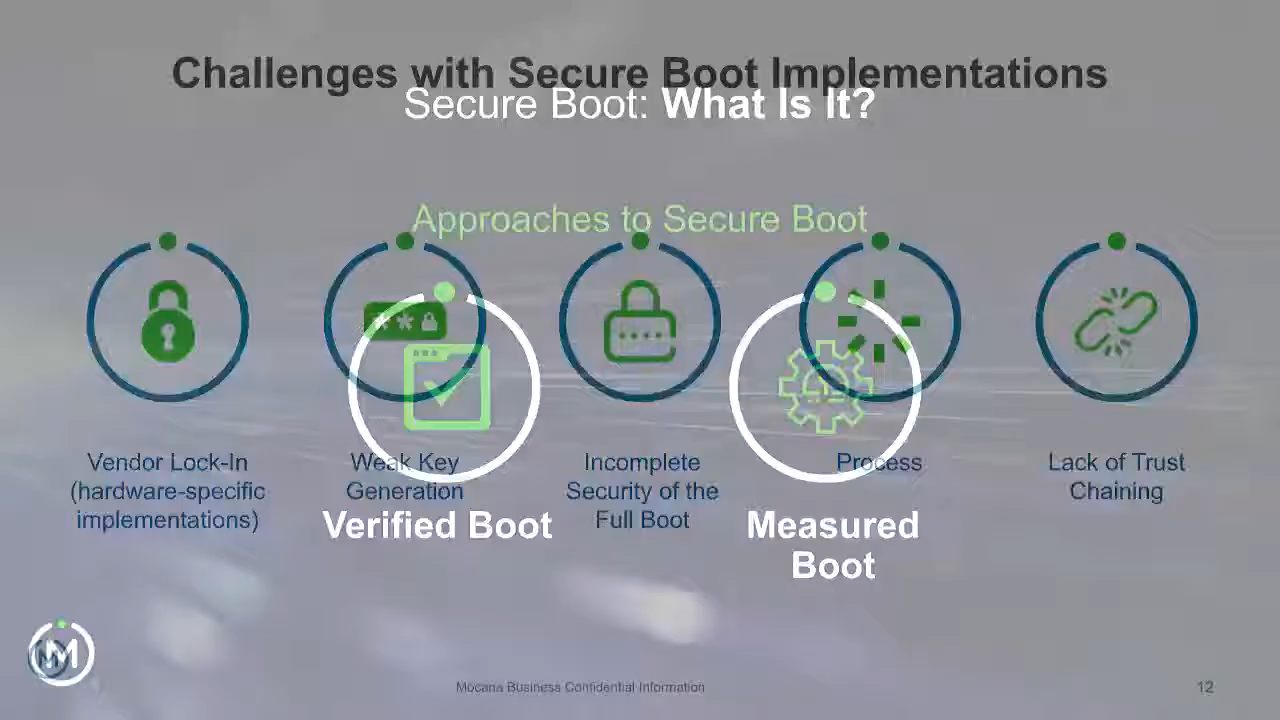 Challenges with Secure Boot Implementations
Secure Boot: What Is It?
Approaches to Secure Boot
* *
Vendor Lock-In
(hardware-specific
implementations)
Weak Key
Generation
Incomplete
Security of the
Full Boot
Process
Lack of Trust
Chaining
Verified Boot
Measured
Boot
M
M
Mocana Business Confidential Information
12